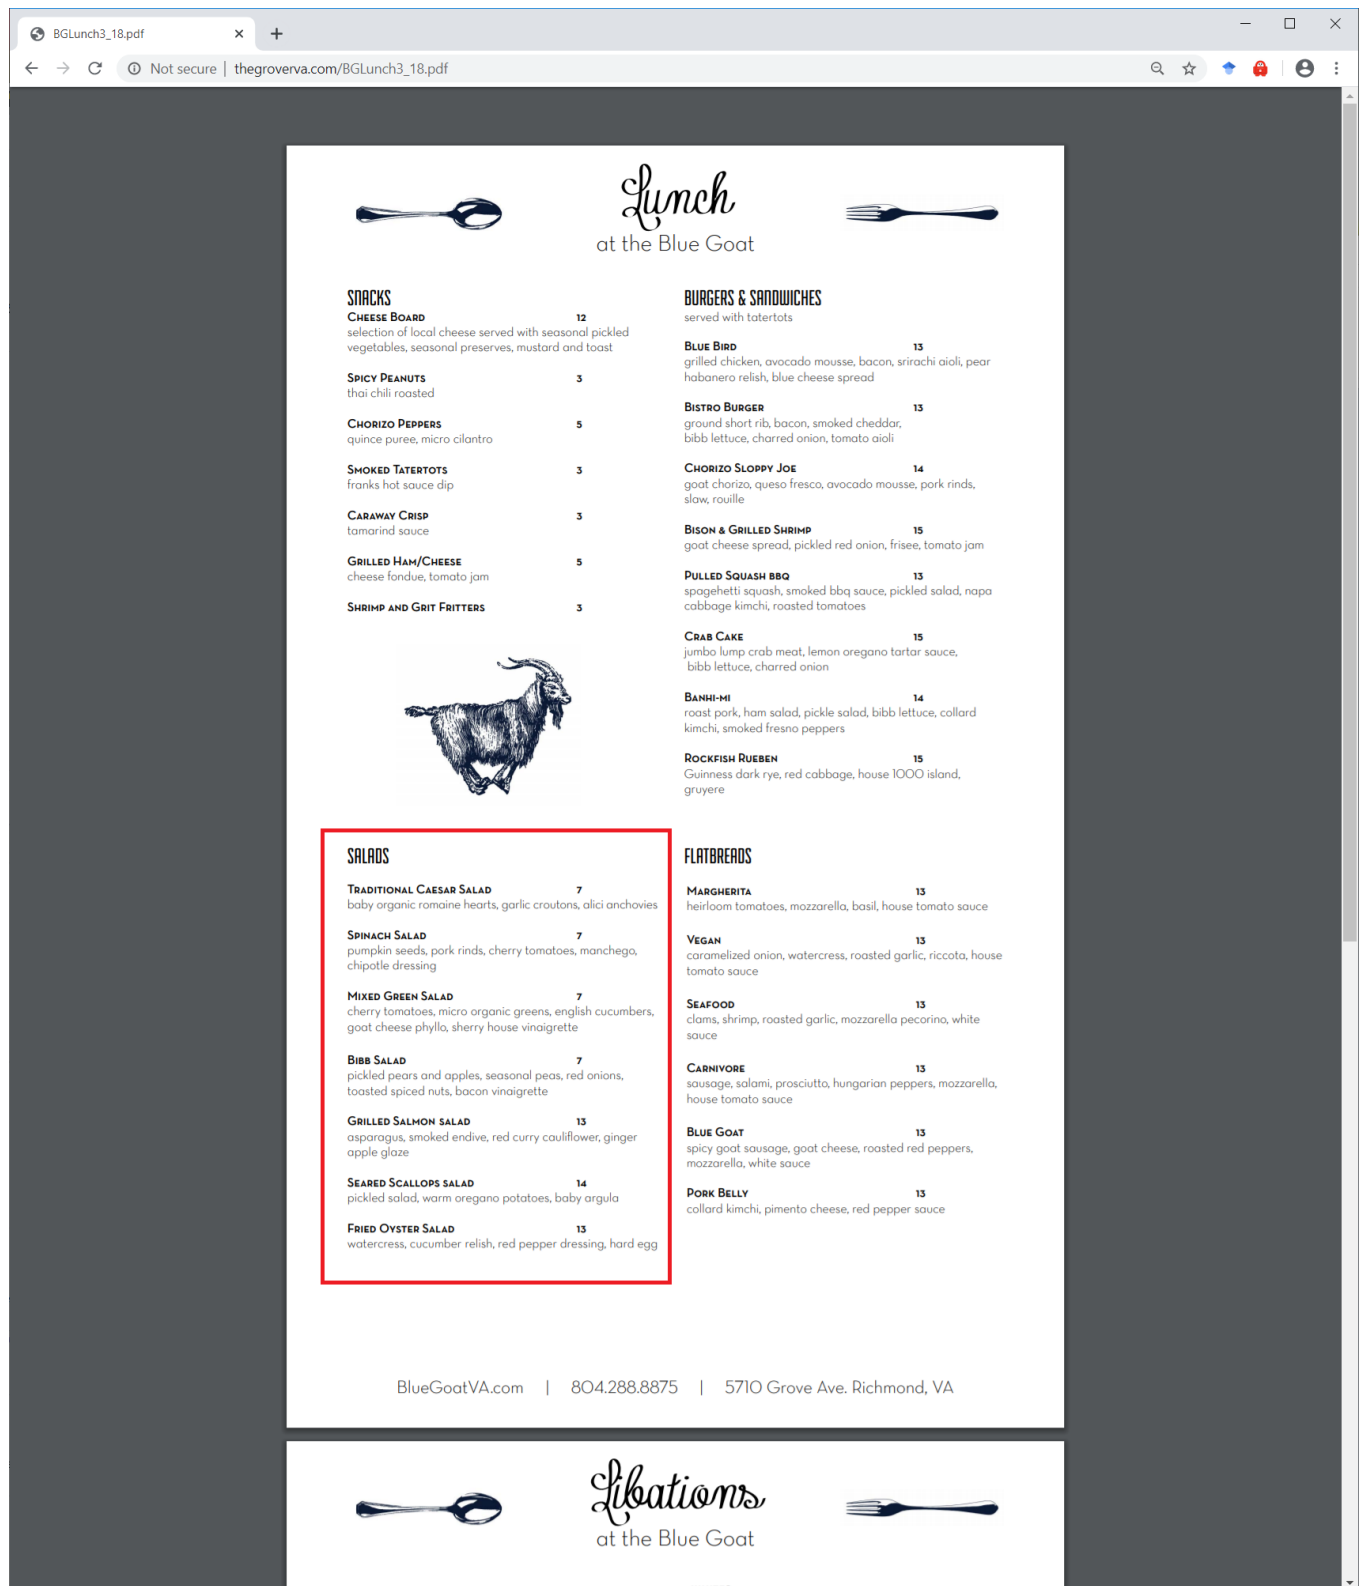 BGLunch3_18.pdf
Not secure | thegroverva.com/BGLunch3_18.pdf
Lunch
at the Blue Goat
SNACKS
CHEESE BOARD 12
selection of local cheese served with seasonal pickled
vegetables, seasonal preserves, mustard and toast
SPICY PEANUTS 3
thai chili roasted
CHORIZO PEPPERS 5
quince puree, micro cilantro
SMOKED TATERTOTS 3
franks hot sauce dip
CARAWAY CRISP 3
tamarind sauce
GRILLED HAM/CHEESE 5
cheese fondue, tomato jam
SHRIMP AND GRIT FRITTERS 3
BURGERS & SANDWICHES
served with tatertots
BLUE BIRD 13
grilled chicken, avocado mousse, bacon, srirachi aioli, pear
habanero relish, blue cheese spread
BISTRO BURGER 13
ground short rib, bacon, smoked cheddar,
bibb lettuce, charred onion, tomato aioli
CHORIZO SLOPPY JOE 14
goat chorizo, queso fresco, avocado mousse, pork rinds,
slaw, rouille
BISON & GRILLED SHRIMP 15
goat cheese spread, pickled red onion, frisee, tomato jam
PULLED SQUASH BBQ 13
spagehetti squash, smoked bbq sauce, pickled salad, napa
cabbage kimchi, roasted tomatoes
CRAB CAKE 15
jumbo lump crab meat, lemon oregano tartar sauce,
bibb lettuce, charred onion
BANHI-MI 14
roast pork, ham salad, pickle salad, bibb lettuce, collard
kimchi, smoked fresno peppers
ROCKFISH RUEBEN 15
Guinness dark rye, red cabbage, house 1000 island,
gruyere
SALADS
TRADITIONAL CAESAR SALAD 7
baby organic romaine hearts, garlic croutons, alici anchovies
SPINACH SALAD 7
pumpkin seeds, pork rinds, cherry tomatoes, manchego,
chipotle dressing
MIXED GREEN SALAD 7
cherry tomatoes, micro organic greens, english cucumbers,
goat cheese phyllo, sherry house vinaigrette
BIBB SALAD 7
pickled pears and apples, seasonal peas, red onions,
toasted spiced nuts, bacon vinaigrette
GRILLED SALMON SALAD 13
asparagus, smoked endive, red curry cauliflower, ginger
apple glaze
SEARED SCALLOPS SALAD 14
pickled salad, warm oregano potatoes, baby argula
FRIED OYSTER SALAD 13
watercress, cucumber relish, red pepper dressing, hard egg
FLATBREADS
MARGHERITA 13
heirloom tomatoes, mozzarella, basil, house tomato sauce
VEGAN 13
caramelized onion, watercress, roasted garlic, riccota, house
tomato sauce
SEAFOOD 13
clams, shrimp, roasted garlic, mozzarella pecorino, white
sauce
CARNIVORE 13
sausage, salami, prosciutto, hungarian peppers, mozzarella,
house tomato sauce
BLUE GOAT 13
spicy goat sausage, goat cheese, roasted red peppers,
mozzarella, white sauce
PORK BELLY 13
collard kimchi, pimento cheese, red pepper sauce
BlueGoatVA.com | 804.288.8875 | 5710 Grove Ave. Richmond, VA
Libations
at the Blue Goat